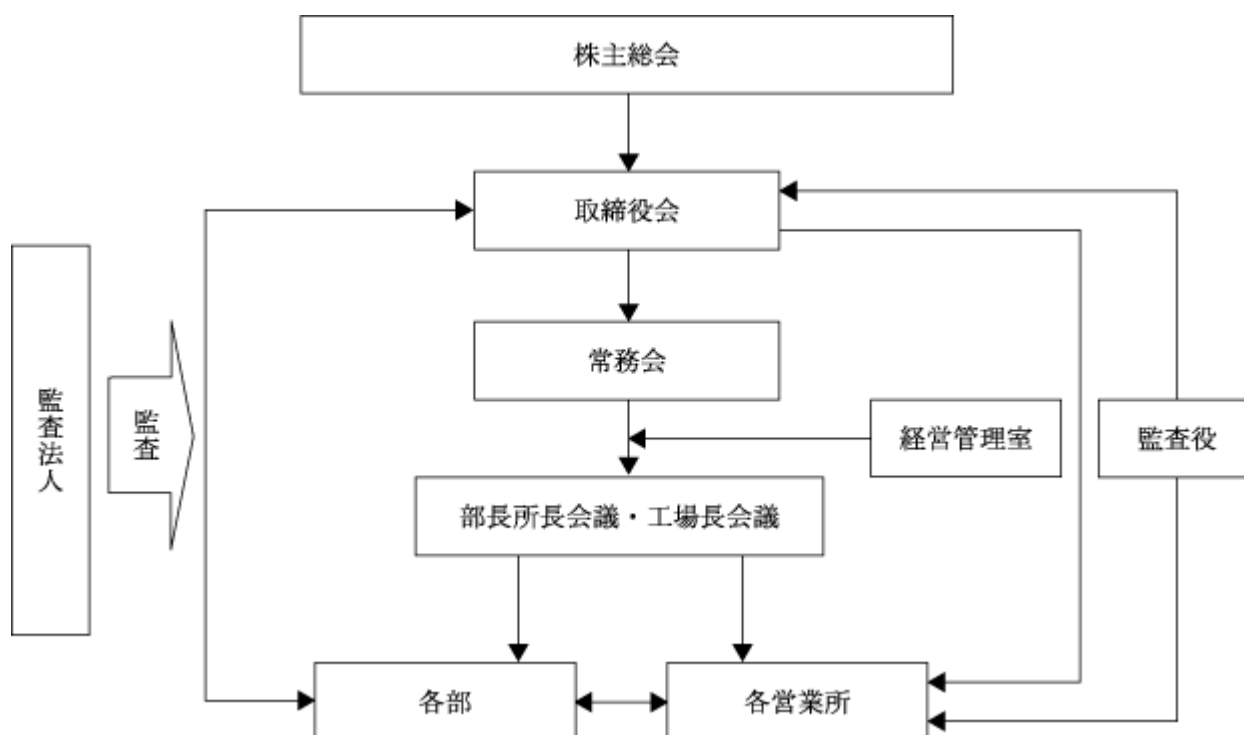 株主総会
取締役会
常務会
監査法人
監査
経営管理室
監査役
部長所長会議・工場長会議
各部
各営業所